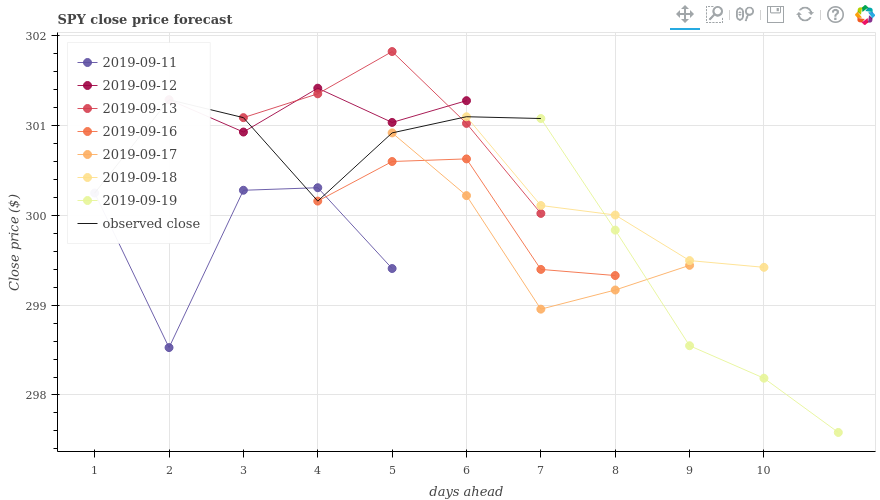 SPY close price forecast
302
301
300
299
298
Close price ($)
2019-09-11
2019-09-12
2019-09-13
2019-09-16
2019-09-17
2019-09-18
2019-09-19
observed close
1 2 3 4 5 6 7 8 9 10
days ahead